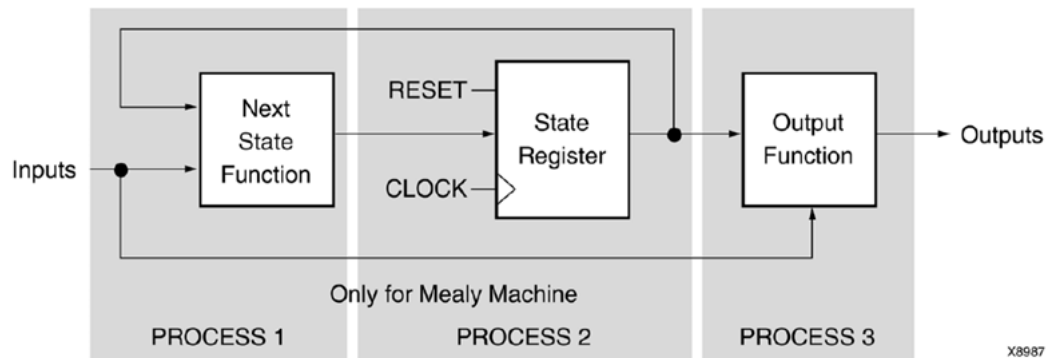 RESET
Next
State
Function
State
Register
Output
Function
Inputs
Outputs
CLOCK
Only for Mealy Machine
PROCESS 1
PROCESS 2
PROCESS 3
X8987